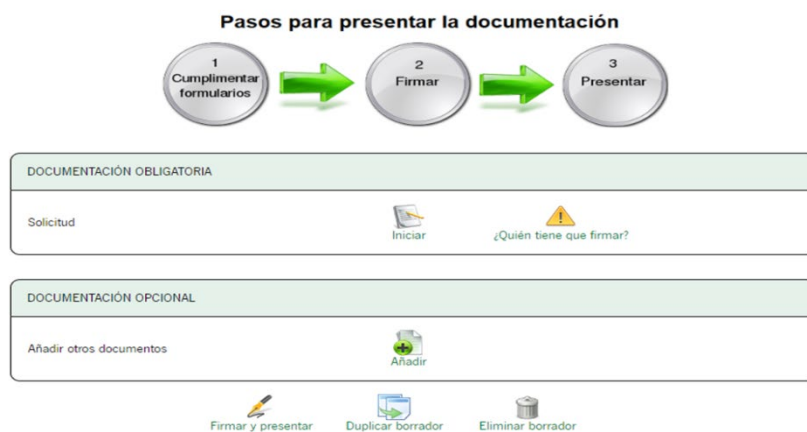 Pasos para presentar la documentación
1
Cumplimentar
formularios
2
Firmar
3
Presentar
DOCUMENTACIÓN OBLIGATORIA
Solicitud
Iniciar
¿Quién tiene que firmar?
DOCUMENTACIÓN OPCIONAL
Añadir otros documentos
Añadir
Firmar y presentar
Duplicar borrador
Eliminar borrador